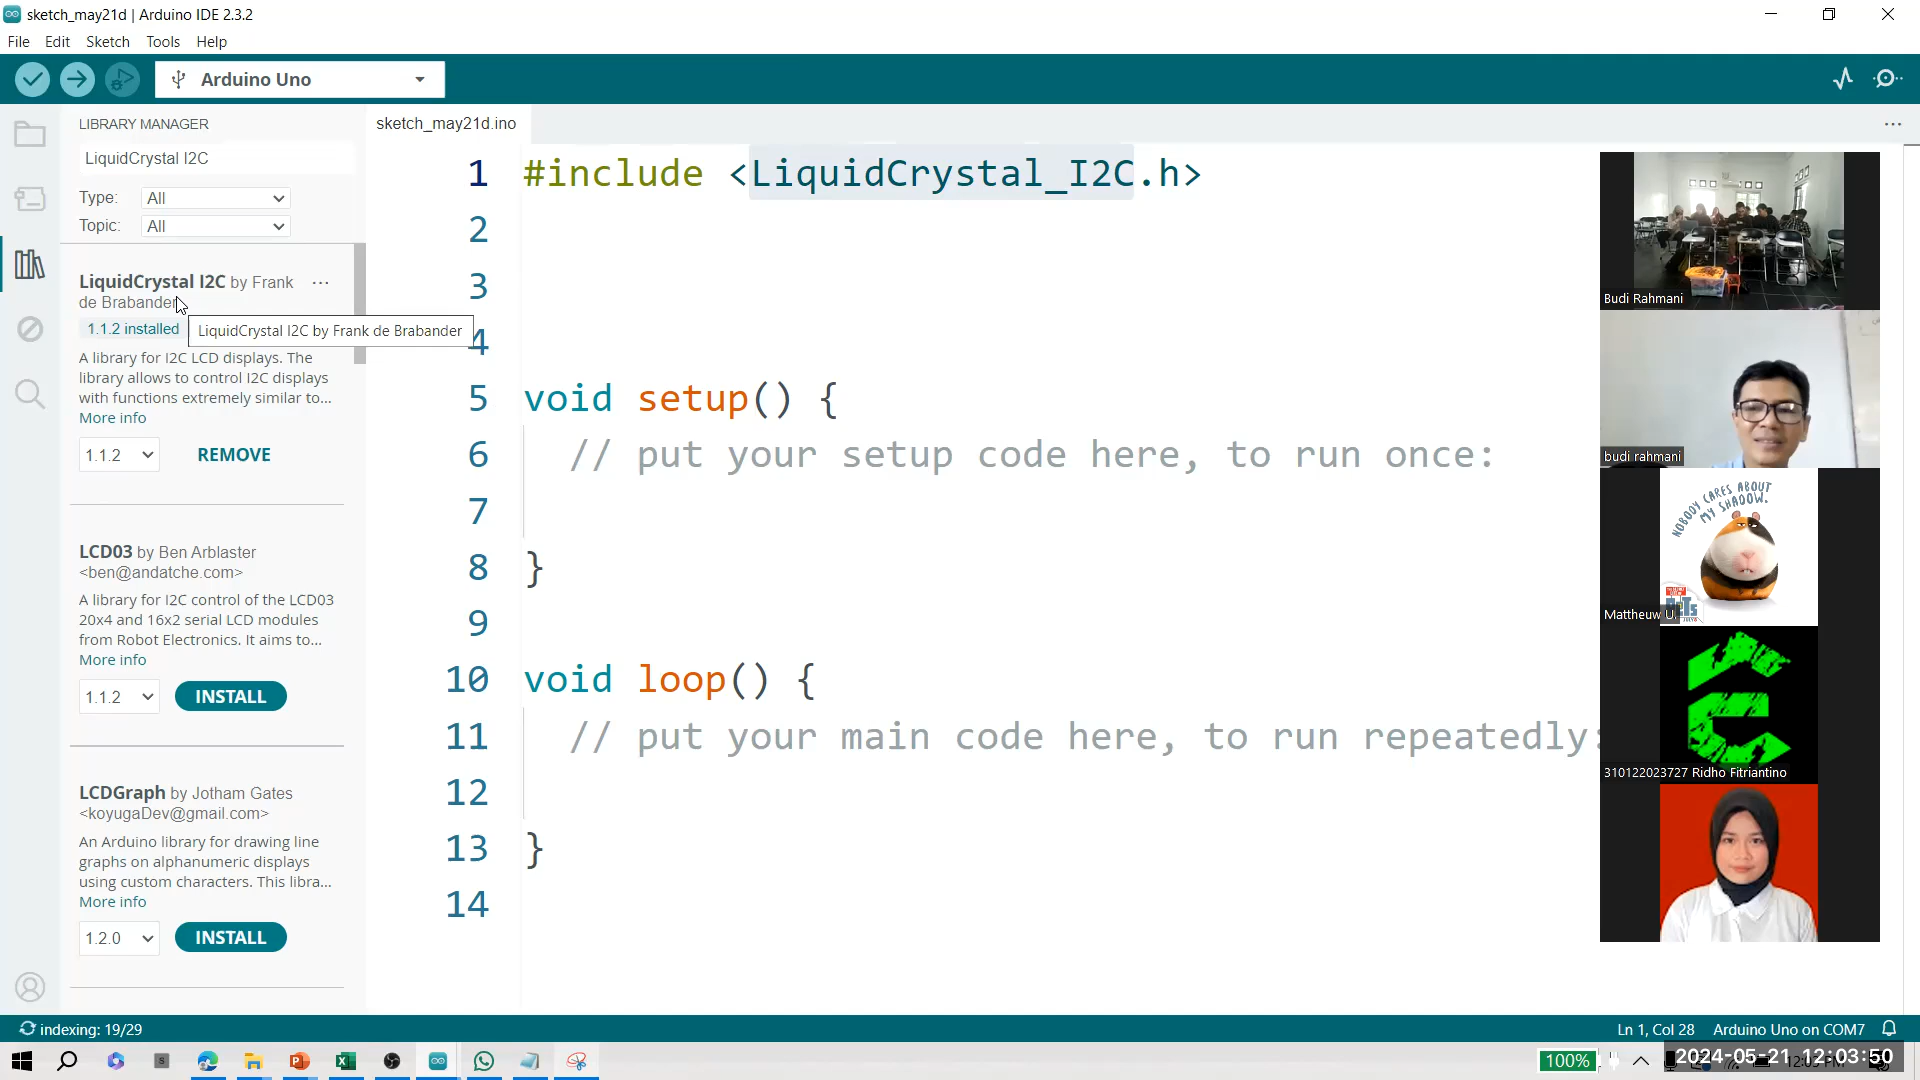 sketch_may21d | Arduino IDE 2.3.2
File Edit Sketch Tools Help
Arduino Uno
LIBRARY MANAGER
LiquidCrystal I2C
Type: All
Topic: All
LiquidCrystal I2C by Frank
de Brabander
1.1.2 installed
LiquidCrystal I2C by Frank de Brabander
A library for I2C LCD displays. The
library allows to control I2C displays
with functions extremely similar to...
More info
1.1.2 REMOVE
LCD03 by Ben Arblaster
<ben@andatche.com>
A library for I2C control of the LCD03
20x4 and 16x2 serial LCD modules
from Robot Electronics. It aims to...
More info
1.1.2 INSTALL
LCDGraph by Jotham Gates
<koyugaDev@gmail.com>
An Arduino library for drawing line
graphs on alphanumeric displays
using custom characters. This libra...
More info
1.2.0 INSTALL
sketch_may21d.ino
1 #include <LiquidCrystal_I2C.h>
2
3
4
5 void setup() {
6 // put your setup code here, to run once:
7
8 }
9
10 void loop() {
11 // put your main code here, to run repeatedly:
12
13 }
14
Budi Rahmani
budi rahmani
NOBODY CARES ABOUT
MY SHADOW.
Mattheuw U.
310122023727 Ridho Fitriantino
indexing: 19/29
Ln 1, Col 28 Arduino Uno on COM7
100%
2024-05-21 12:03:50